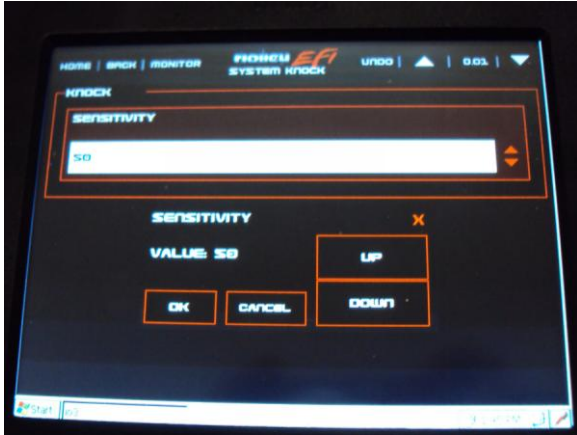 HOME | BACK | MONITOR
HOLLEY EFI
SYSTEM KNOCK
UNDO | | 0.01 |
KNOCK
SENSITIVITY
50
SENSITIVITY
X
VALUE: 50
UP
OK
CANCEL
DOWN
Start